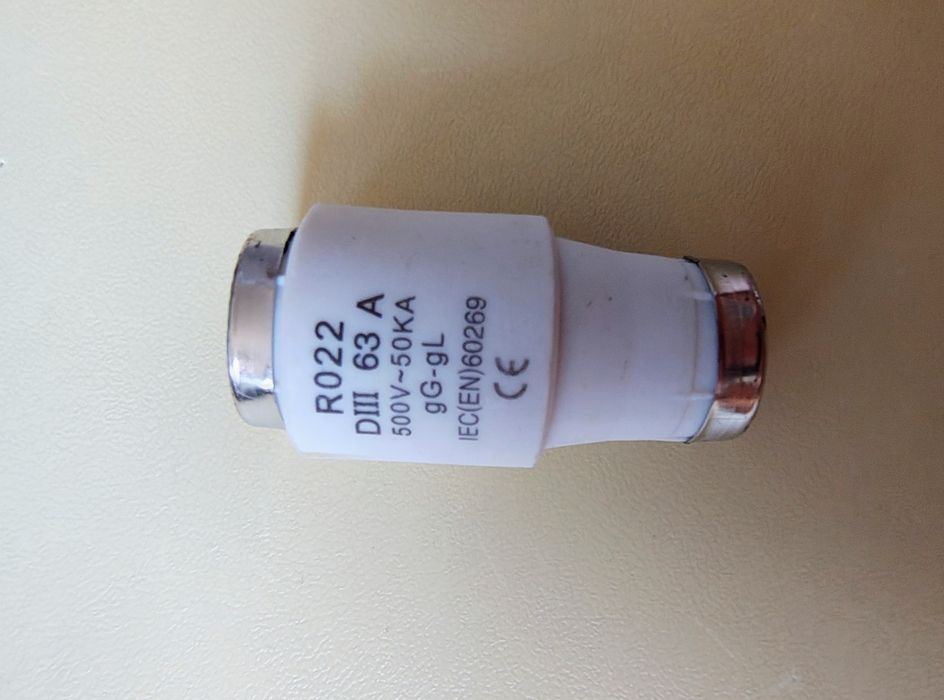 R022
DIII 63 A
500V~50KA
gG-gL
IEC(EN)60269
CE